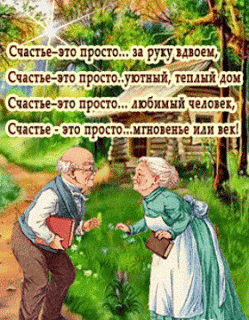 Счастье–это просто... за руку вдвоем,
Счастье–это просто..уютный, теплый дом
Счастье–это просто... любимый человек,
Счастье - это просто...мгновенье или век!